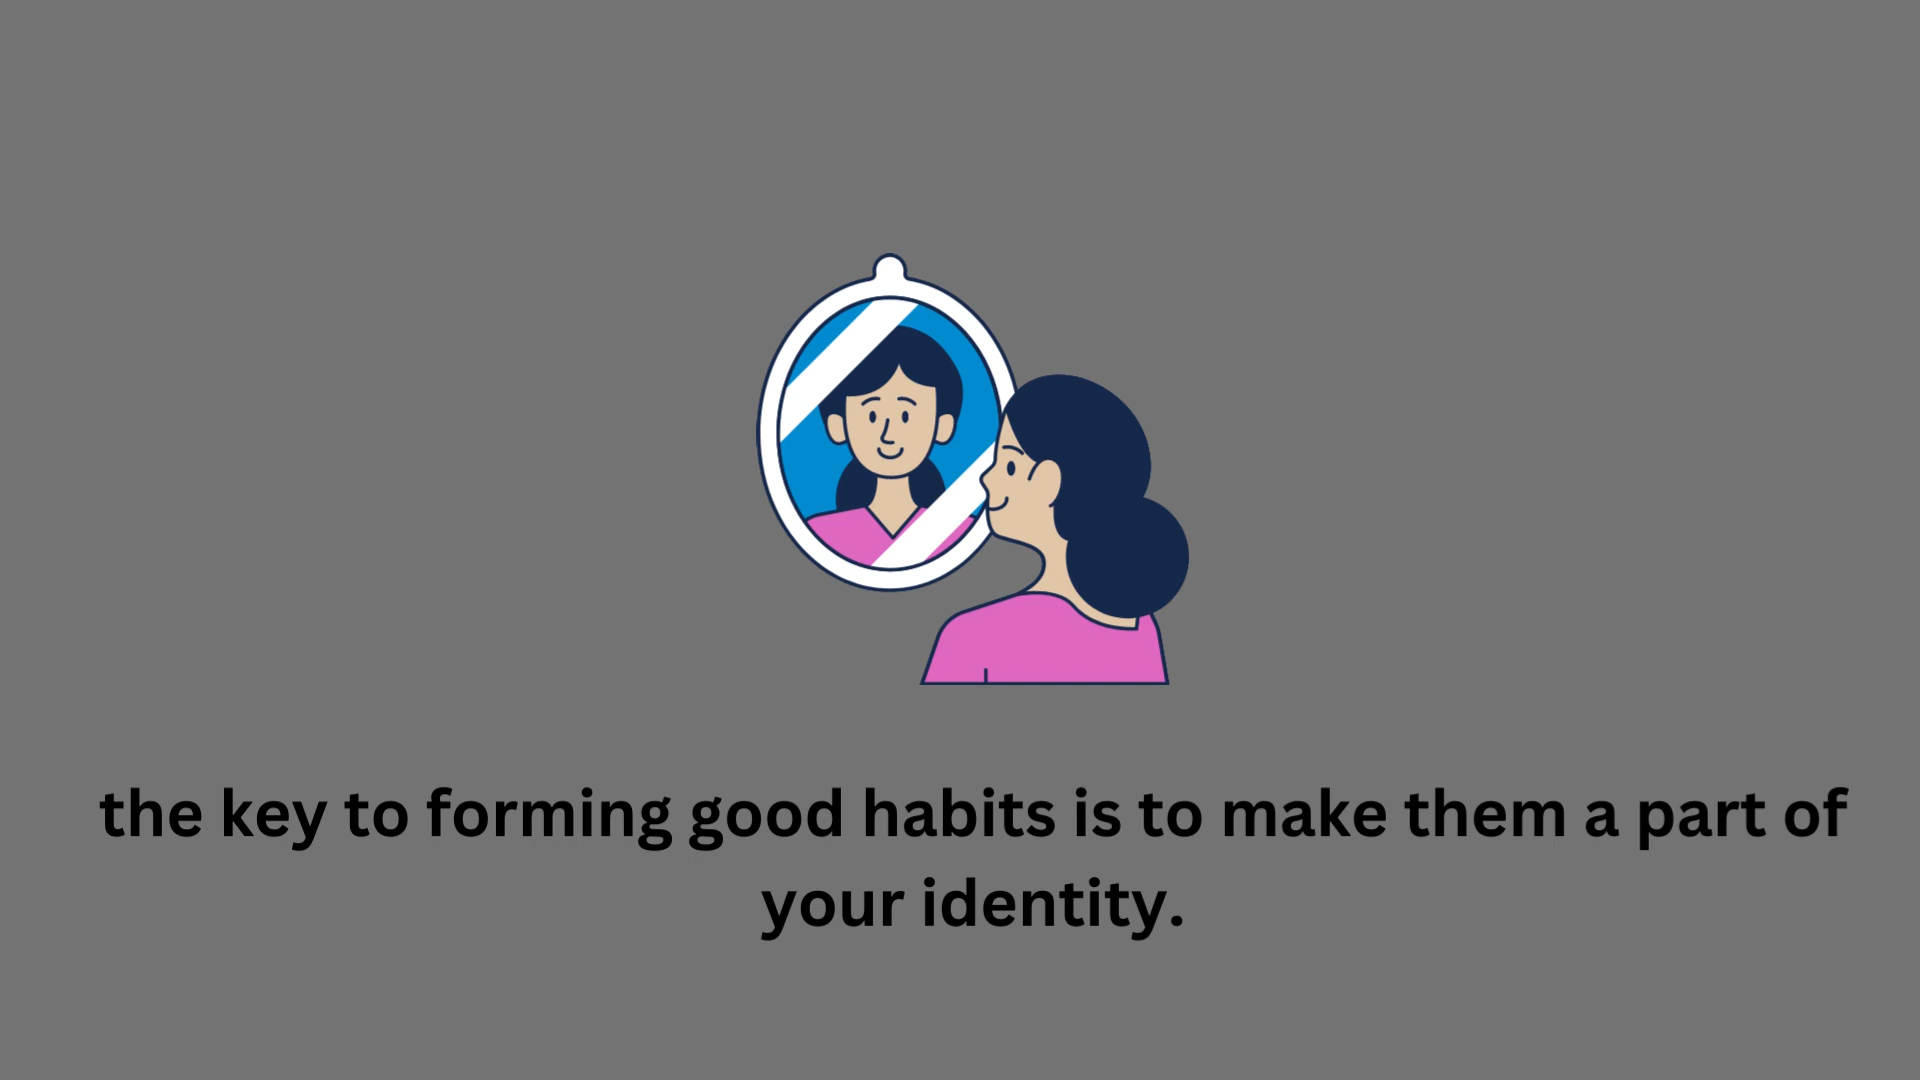 the key to forming good habits is to make them a part of
your identity.